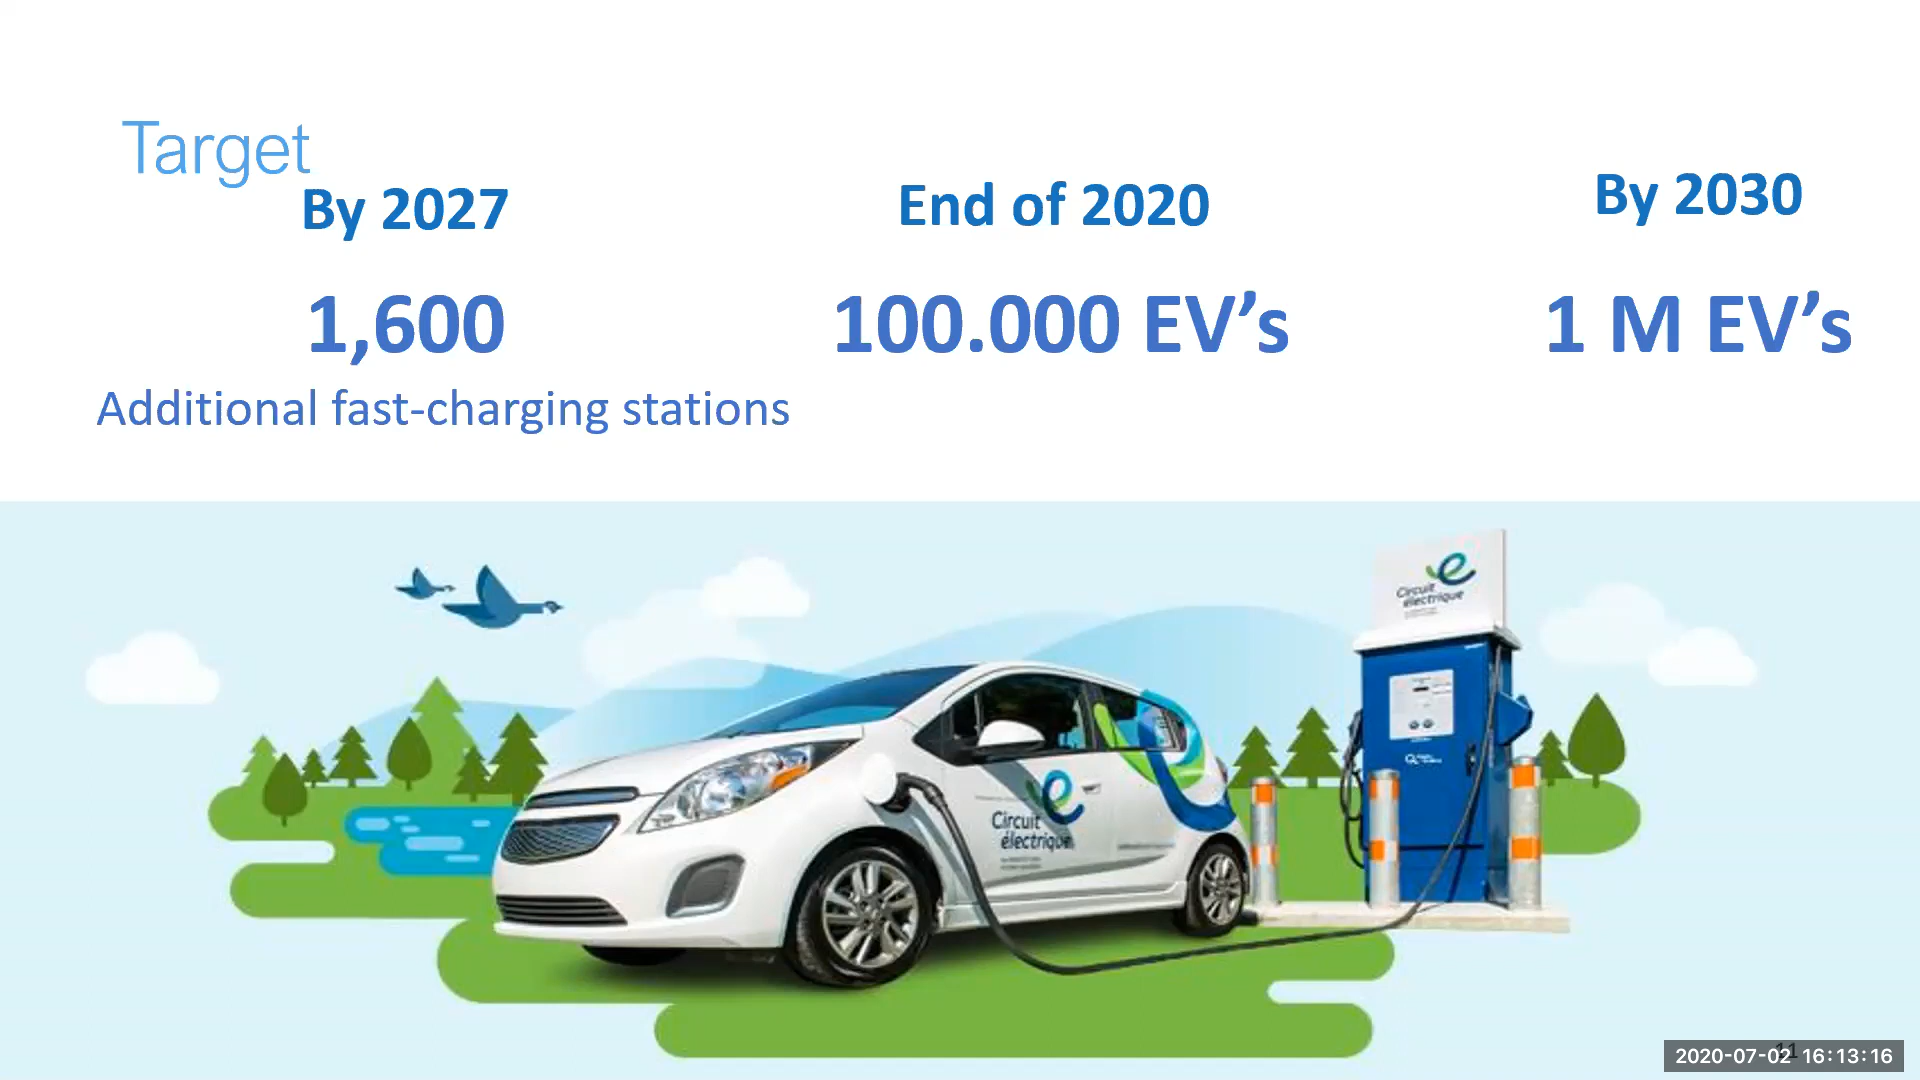 Target
By 2027
End of 2020
By 2030
1,600
100.000 EV’s
1 M EV’s
Additional fast-charging stations
Circuit
électrique
Circuit
électrique
11
2020-07-02 16:13:16